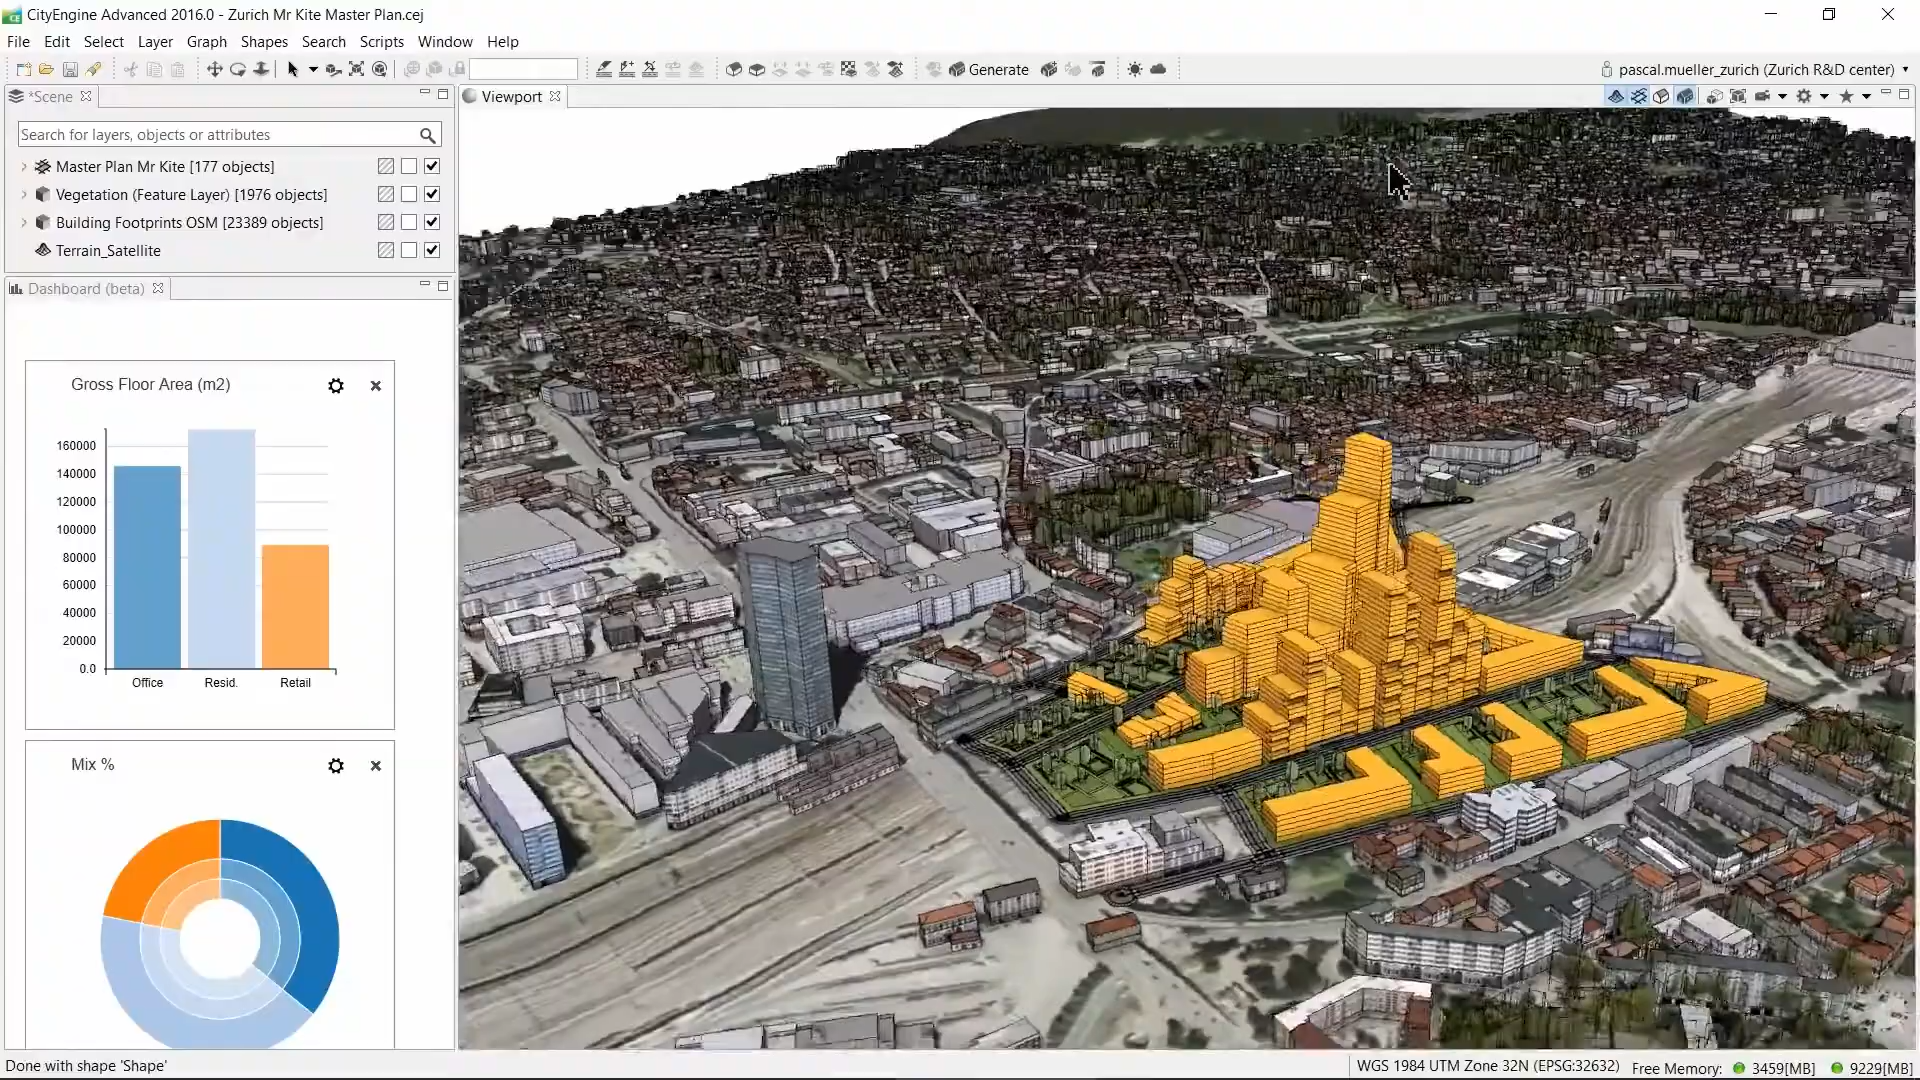 CityEngine Advanced 2016.0 - Zurich Mr Kite Master Plan.cej
File Edit Select Layer Graph Shapes Search Scripts Window Help
Generate
pascal.mueller_zurich (Zurich R&D center)
*Scene
Viewport
Search for layers, objects or attributes
Master Plan Mr Kite [177 objects]
Vegetation (Feature Layer) [1976 objects]
Building Footprints OSM [23389 objects]
Terrain_Satellite
Dashboard (beta)
Gross Floor Area (m2)
160000
140000
120000
100000
80000
60000
40000
20000
0.0
Office Resid. Retail
Mix %
Done with shape 'Shape'
WGS 1984 UTM Zone 32N (EPSG:32632)
Free Memory: 3459[MB] 9229[MB]